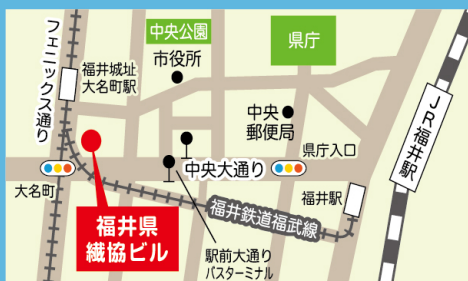 中央公園
市役所
県庁
フェニックス通り
福井城址
大名町駅
中央
郵便局
JR福井駅
県庁入口
中央大通り
大名町
福井駅
福井県
繊協ビル
福井鉄道福武線
駅前大通り
バスターミナル